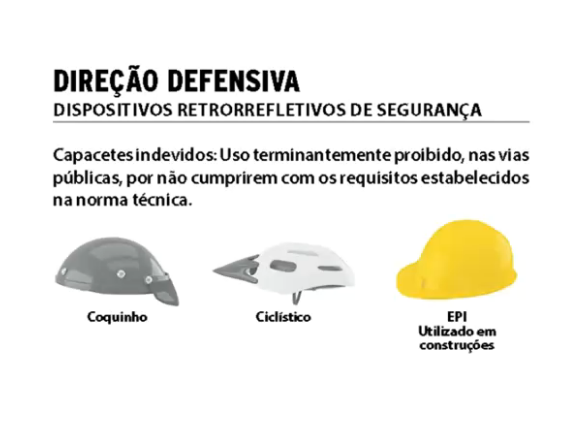 DIREÇÃO DEFENSIVA
DISPOSITIVOS RETRORREFLETIVOS DE SEGURANÇA
Capacetes indevidos: Uso terminantemente proibido, nas vias
públicas, por não cumprirem com os requisitos estabelecidos
na norma técnica.
Coquinho
Ciclístico
EPI
Utilizado em
construções